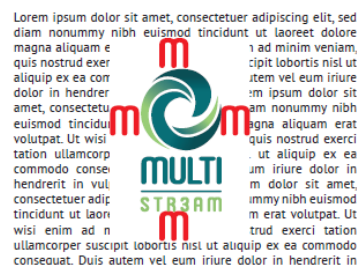 Lorem ipsum dolor sit amet, consectetuer adipiscing elit, sed
diam nonummy nibh euismod tincidunt ut laoreet dolore
magna aliquam e m n ad minim veniam,
quis nostrud exer cipit lobortis nisl ut
aliquip ex ea com utem vel eum iriure
dolor in hendrer em ipsum dolor sit
amet, consectetu am nonummy nibh
euismod tincidu m m agna aliquam erat
volutpat. Ut wisi quis nostrud exerci
tation ullamcorp ut aliquip ex ea
commodo conse MULTI um iriure dolor in
hendrerit in vulp m dolor sit amet,
consectetuer adip STR3AM mmy nibh euismod
tincidunt ut laore m erat volutpat. Ut
wisi enim ad n m trud exerci tation
ullamcorper suscipit lobortis nisl ut aliquip ex ea commodo
consequat. Duis autem vel eum iriure dolor in hendrerit in